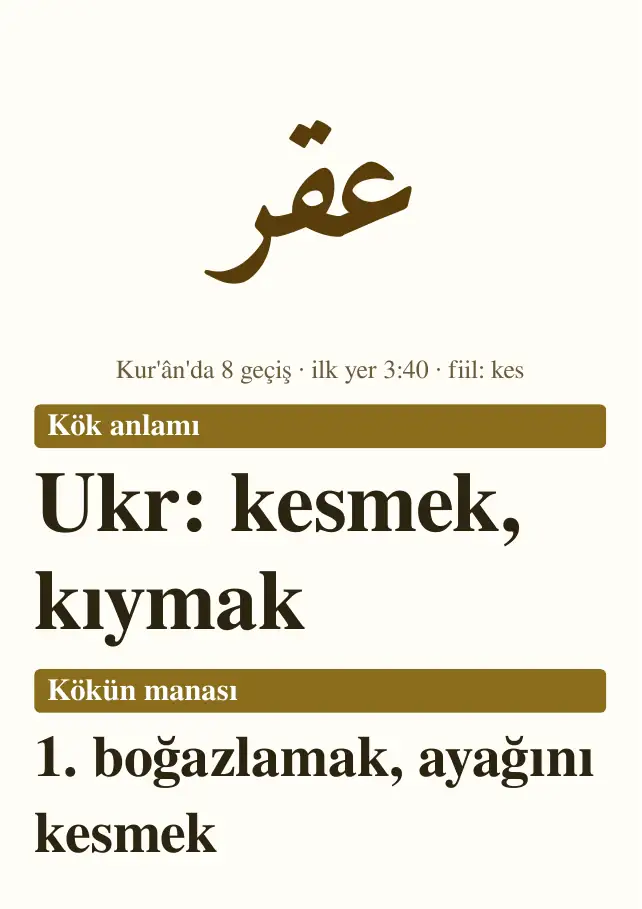 عقر
Kur'ân'da 8 geçiş · ilk yer 3:40 · fiil: kes
Kök anlamı
Ukr: kesmek,
kıymak
Kökün manası
1. boğazlamak, ayağını
kesmek